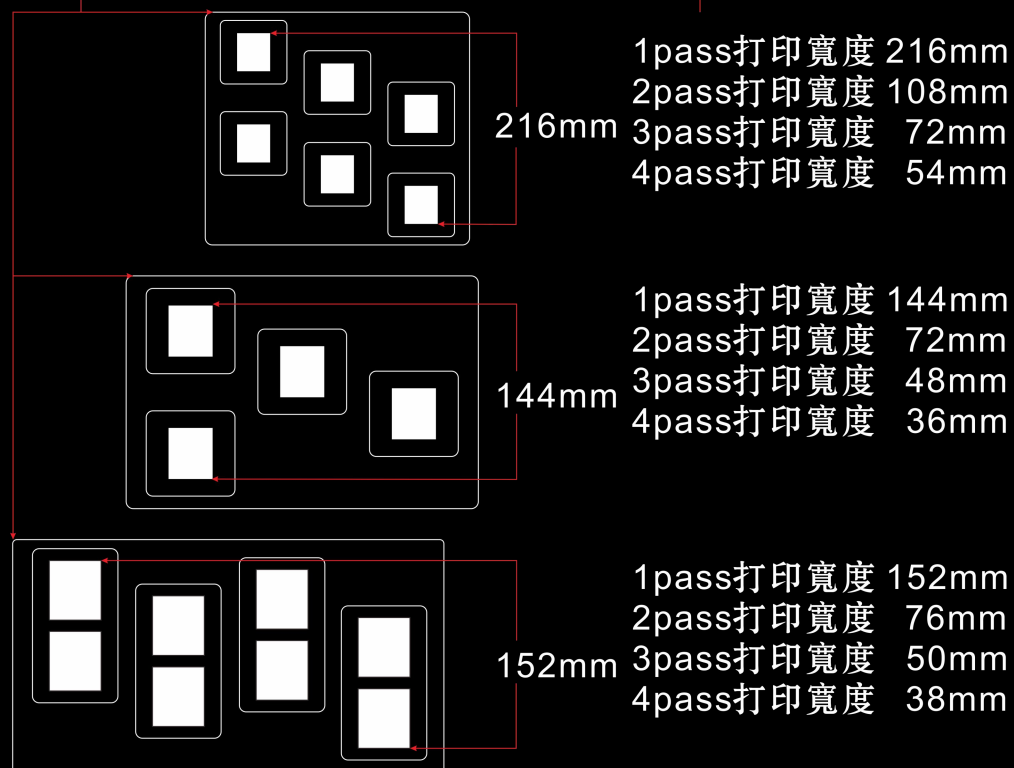 1pass打印寬度 216mm
2pass打印寬度 108mm
216mm
3pass打印寬度 72mm
4pass打印寬度 54mm
1pass打印寬度 144mm
2pass打印寬度 72mm
3pass打印寬度 48mm
144mm
4pass打印寬度 36mm
1pass打印寬度 152mm
2pass打印寬度 76mm
3pass打印寬度 50mm
152mm
4pass打印寬度 38mm